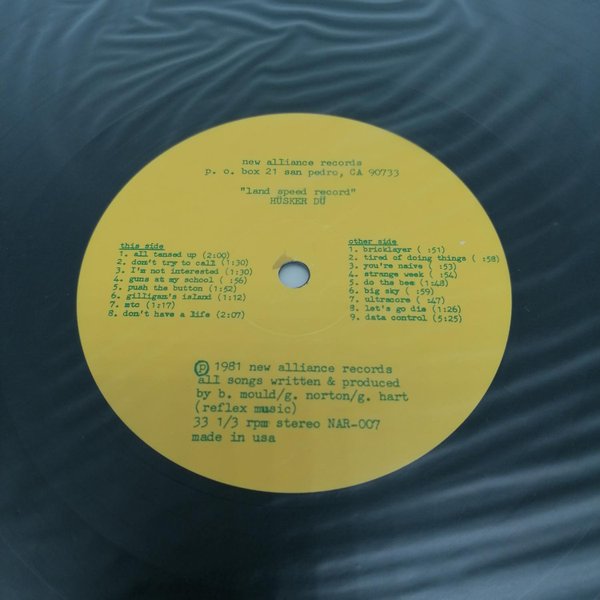 new alliance records
p. o. box 21 san pedro, CA 90733
"land speed record"
HÜSKER DÜ
this side
1. all tensed up (2:00)
2. don't try to call (1:30)
3. I'm not interested (1:30)
4. guns at my school ( :56)
5. push the button (1:52)
6. gilligan's island (1:12)
7. mtc (1:17)
8. don't have a life (2:07)
other side
1. bricklayer ( :51)
2. tired of doing things ( :58)
3. you're naive ( :53)
4. strange week ( :54)
5. do the bee (1:48)
6. big sky ( :59)
7. ultracore ( :47)
8. let's go die (1:26)
9. data control (5:25)
℗ 1981 new alliance records
all songs written & produced
by b. mould/g. norton/g. hart
(reflex music)
33 1/3 rpm stereo NAR-007
made in usa